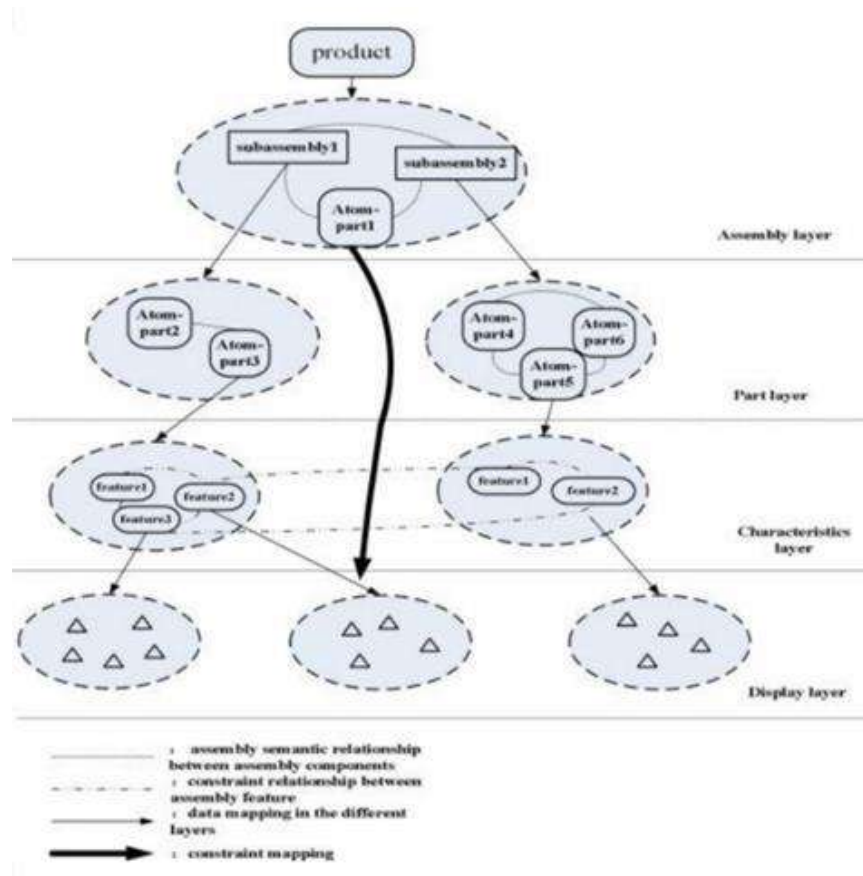 product
subassembly1
subassembly2
Atom-
part1
Assembly layer
Atom-
part2
Atom-
part3
Atom-
part4
Atom-
part6
Atom-
part5
Part layer
feature1
feature2
feature3
feature1
feature2
Characteristics
layer
Display layer
: assembly semantic relationship
between assembly components
: constraint relationship between
assembly feature
: data mapping in the different
layers
: constraint mapping